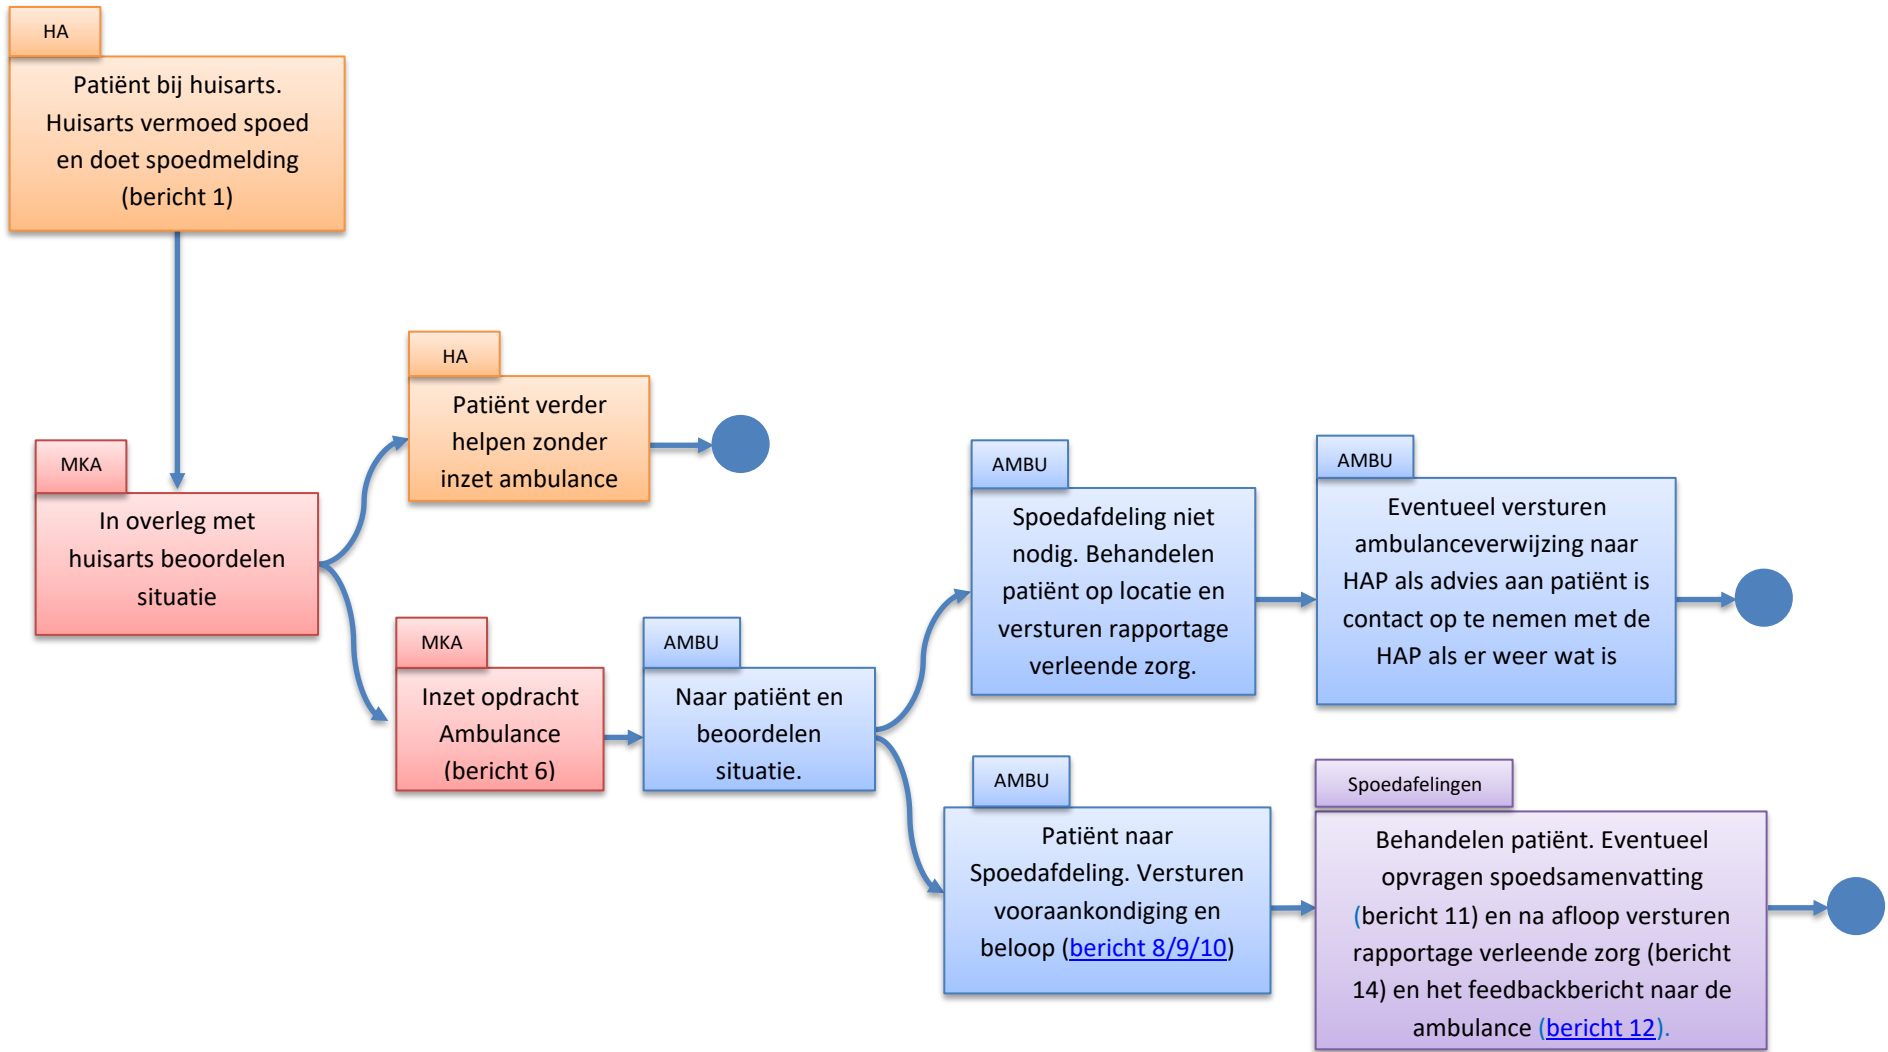 HA
Patiënt bij huisarts.
Huisarts vermoed spoed
en doet spoedmelding
(bericht 1)
MKA
In overleg met
huisarts beoordelen
situatie
HA
Patiënt verder
helpen zonder
inzet ambulance
MKA
Inzet opdracht
Ambulance
(bericht 6)
AMBU
Naar patiënt en
beoordelen
situatie.
AMBU
Spoedafdeling niet
nodig. Behandelen
patiënt op locatie en
versturen rapportage
verleende zorg.
AMBU
Eventueel versturen
ambulanceverwijzing naar
HAP als advies aan patiënt is
contact op te nemen met de
HAP als er weer wat is
AMBU
Patiënt naar
Spoedafdeling. Versturen
vooraankondiging en
beloop (bericht 8/9/10)
Spoedafelingen
Behandelen patiënt. Eventueel
opvragen spoedsamenvatting
(bericht 11) en na afloop versturen
rapportage verleende zorg (bericht
14) en het feedbackbericht naar de
ambulance (bericht 12).